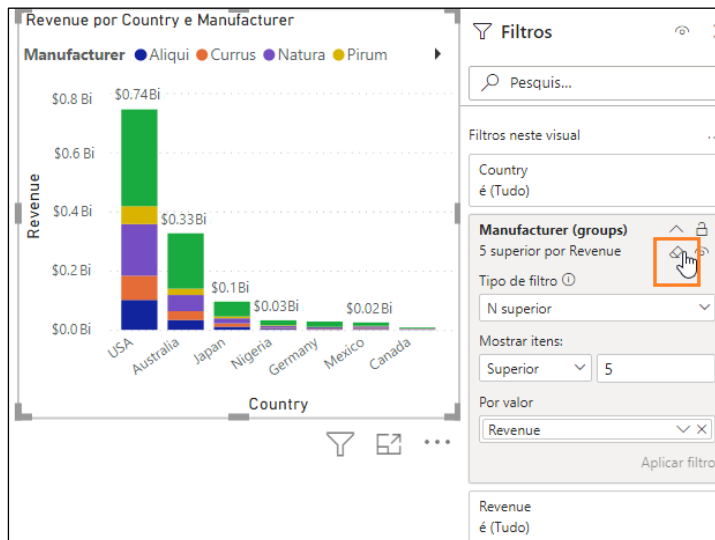 Revenue por Country e Manufacturer
Manufacturer Aliqui Currus Natura Pirum
$0.8 Bi
$0.6 Bi
$0.4 Bi
$0.2 Bi
$0.0 Bi
Revenue
$0.74Bi
$0.33Bi
$0.1Bi
$0.03Bi
$0.02Bi
USA
Australia
Japan
Nigeria
Germany
Mexico
Canada
Country
Filtros
Pesquis...
Filtros neste visual
Country
é (Tudo)
Manufacturer (groups)
5 superior por Revenue
Tipo de filtro
N superior
Mostrar itens:
Superior 5
Por valor
Revenue
Aplicar filtro
Revenue
é (Tudo)